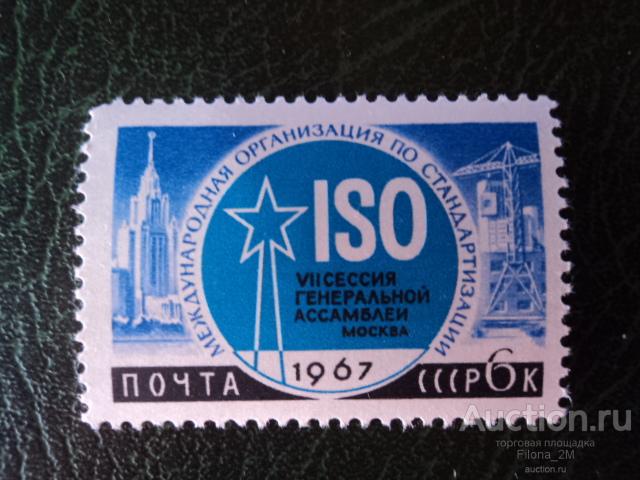 МЕЖДУНАРОДНАЯ ОРГАНИЗАЦИЯ ПО СТАНДАРТИЗАЦИИ
ISO
VII СЕССИЯ
ГЕНЕРАЛЬНОЙ
АССАМБЛЕИ
МОСКВА
1967
ПОЧТА СССР 6 К
Auction.ru
торговая площадка
Filona_2M
auction.ru